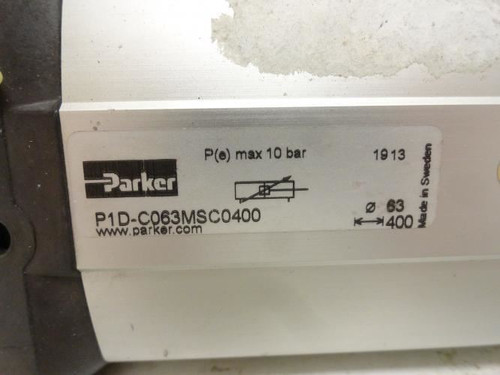 P(e) max 10 bar
1913
Parker
P1D-C063MSC0400
www.parker.com
ø 63
400
Made in Sweden